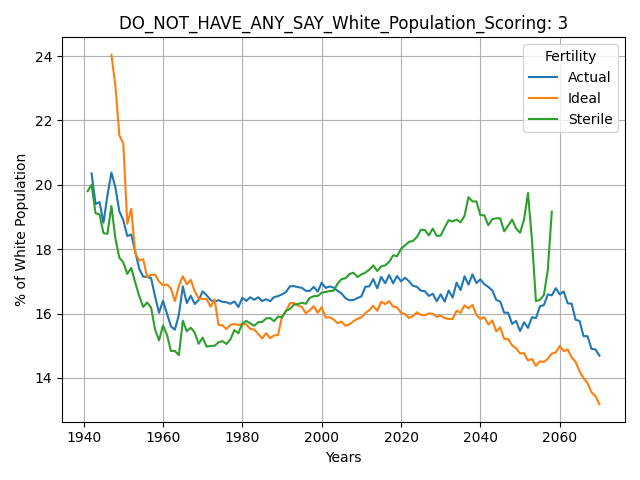 DO_NOT_HAVE_ANY_SAY_White_Population_Scoring: 3
% of White Population
24
22
20
18
16
14
Fertility
Actual
Ideal
Sterile
1940
1960
1980
2000
2020
2040
2060
Years